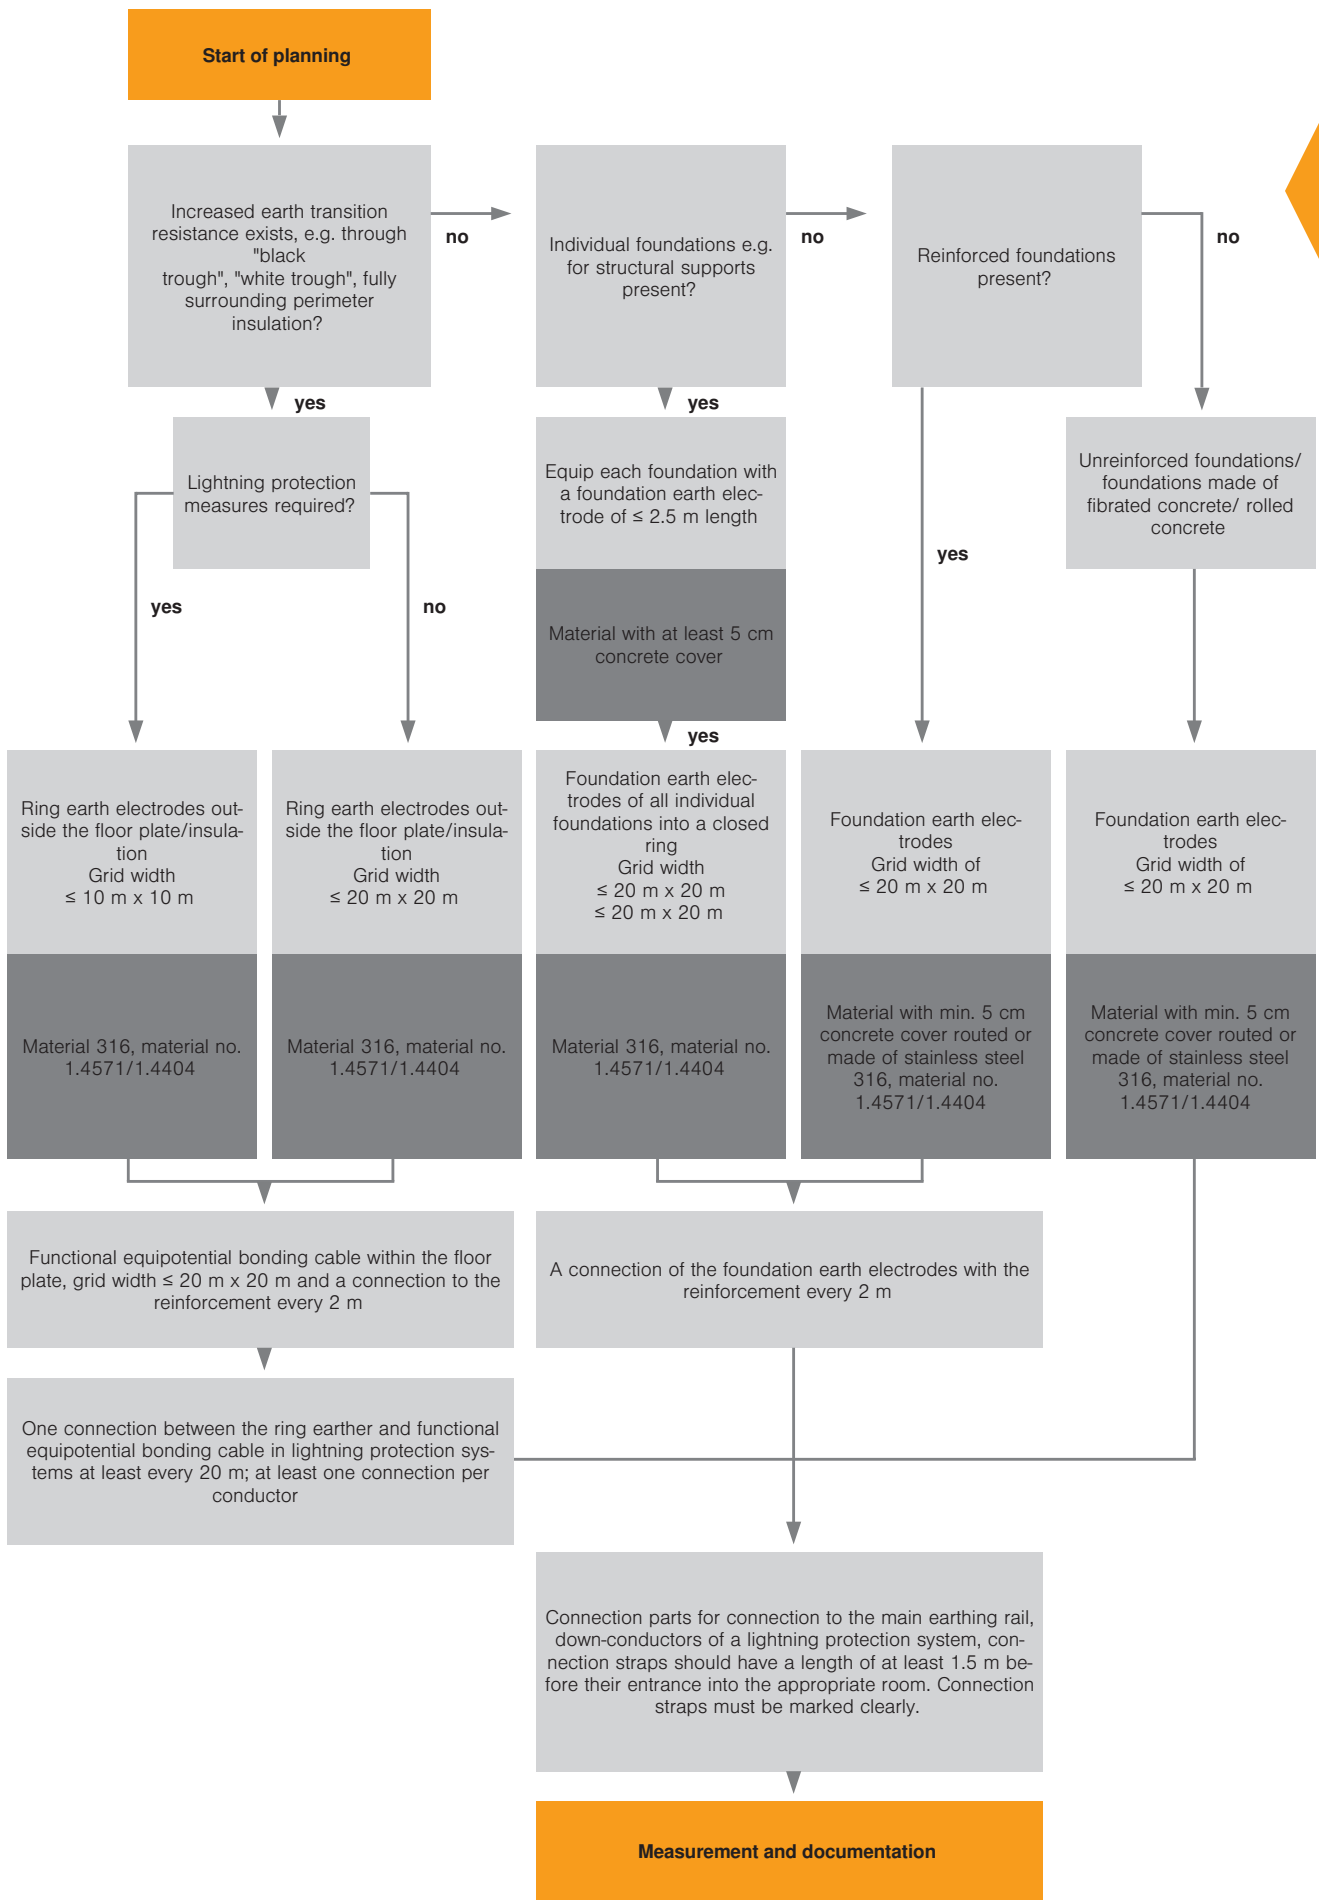 Start of planning
Increased earth transition
resistance exists, e.g. through
"black
trough", "white trough", fully
surrounding perimeter
insulation?
no
Individual foundations e.g.
for structural supports
present?
no
Reinforced foundations
present?
no
yes
yes
Lightning protection
measures required?
Equip each foundation with
a foundation earth elec-
trode of ≤ 2.5 m length
Unreinforced foundations/
foundations made of
fibrated concrete/ rolled
concrete
yes
yes
no
Material with at least 5 cm
concrete cover
yes
Ring earth electrodes out-
side the floor plate/insula-
tion
Grid width
≤ 10 m x 10 m
Ring earth electrodes out-
side the floor plate/insula-
tion
Grid width
≤ 20 m x 20 m
Foundation earth elec-
trodes of all individual
foundations into a closed
ring
Grid width
≤ 20 m x 20 m
≤ 20 m x 20 m
Foundation earth elec-
trodes
Grid width of
≤ 20 m x 20 m
Foundation earth elec-
trodes
Grid width of
≤ 20 m x 20 m
Material 316, material no.
1.4571/1.4404
Material 316, material no.
1.4571/1.4404
Material 316, material no.
1.4571/1.4404
Material with min. 5 cm
concrete cover routed or
made of stainless steel
316, material no.
1.4571/1.4404
Material with min. 5 cm
concrete cover routed or
made of stainless steel
316, material no.
1.4571/1.4404
Functional equipotential bonding cable within the floor
plate, grid width ≤ 20 m x 20 m and a connection to the
reinforcement every 2 m
A connection of the foundation earth electrodes with the
reinforcement every 2 m
One connection between the ring earther and functional
equipotential bonding cable in lightning protection sys-
tems at least every 20 m; at least one connection per
conductor
Connection parts for connection to the main earthing rail,
down-conductors of a lightning protection system, con-
nection straps should have a length of at least 1.5 m be-
fore their entrance into the appropriate room. Connection
straps must be marked clearly.
Measurement and documentation